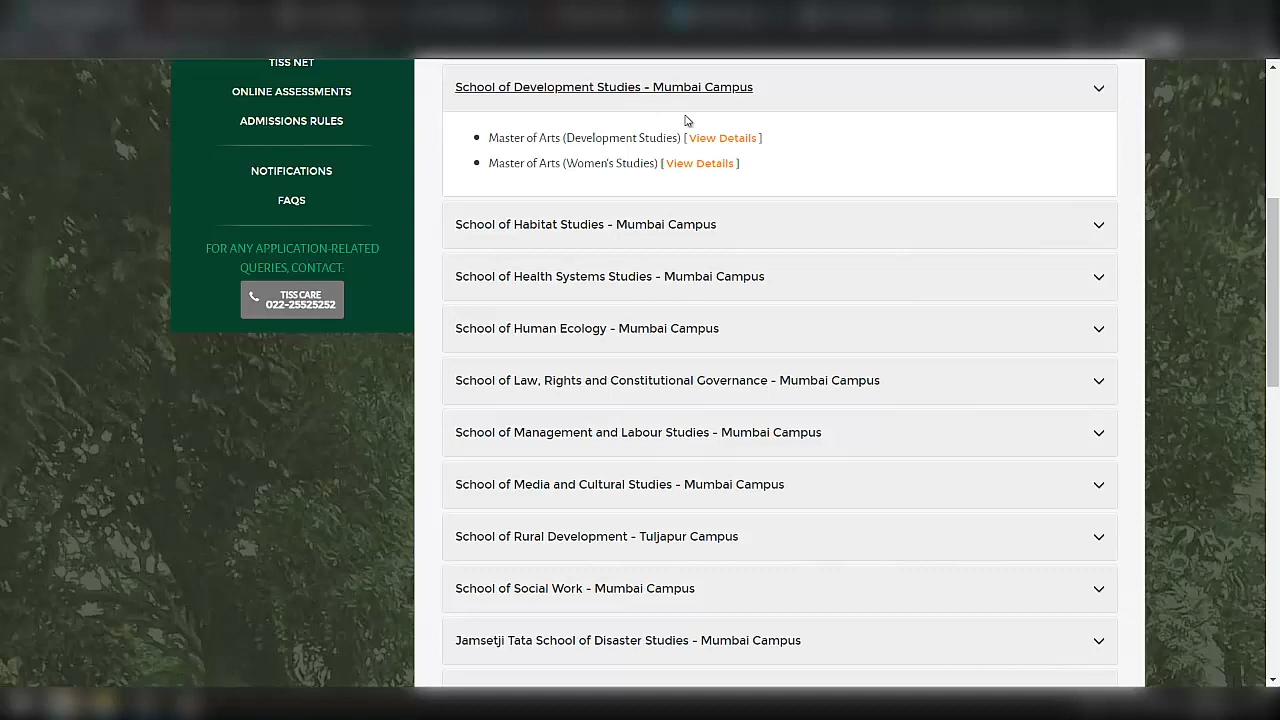 TISS NET
ONLINE ASSESSMENTS
ADMISSIONS RULES
NOTIFICATIONS
FAQS
FOR ANY APPLICATION-RELATED
QUERIES, CONTACT:
TISS CARE
022-25525252
School of Development Studies - Mumbai Campus
Master of Arts (Development Studies) [ View Details ]
Master of Arts (Women's Studies) [ View Details ]
School of Habitat Studies - Mumbai Campus
School of Health Systems Studies - Mumbai Campus
School of Human Ecology - Mumbai Campus
School of Law, Rights and Constitutional Governance - Mumbai Campus
School of Management and Labour Studies - Mumbai Campus
School of Media and Cultural Studies - Mumbai Campus
School of Rural Development - Tuljapur Campus
School of Social Work - Mumbai Campus
Jamsetji Tata School of Disaster Studies - Mumbai Campus